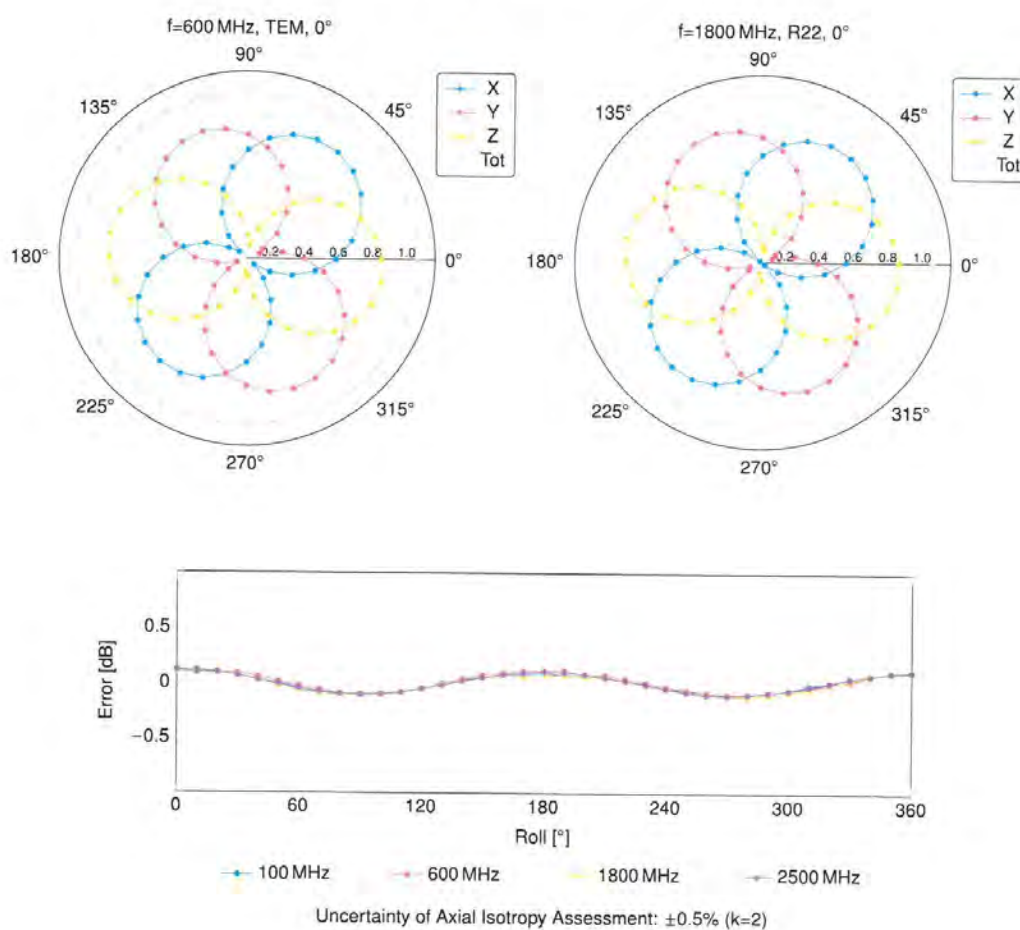 f=600 MHz, TEM, 0°
90°
135°
45°
X
Y
Z
Tot
180°
0.2 0.4 0.6 0.8 1.0
0°
225°
315°
270°
f=1800 MHz, R22, 0°
90°
135°
45°
X
Y
Z
Tot
180°
0.2 0.4 0.6 0.8 1.0
0°
225°
315°
270°
Error [dB]
0.5
0
−0.5
0 60 120 180 240 300 360
Roll [°]
100 MHz 600 MHz 1800 MHz 2500 MHz
Uncertainty of Axial Isotropy Assessment: ±0.5% (k=2)